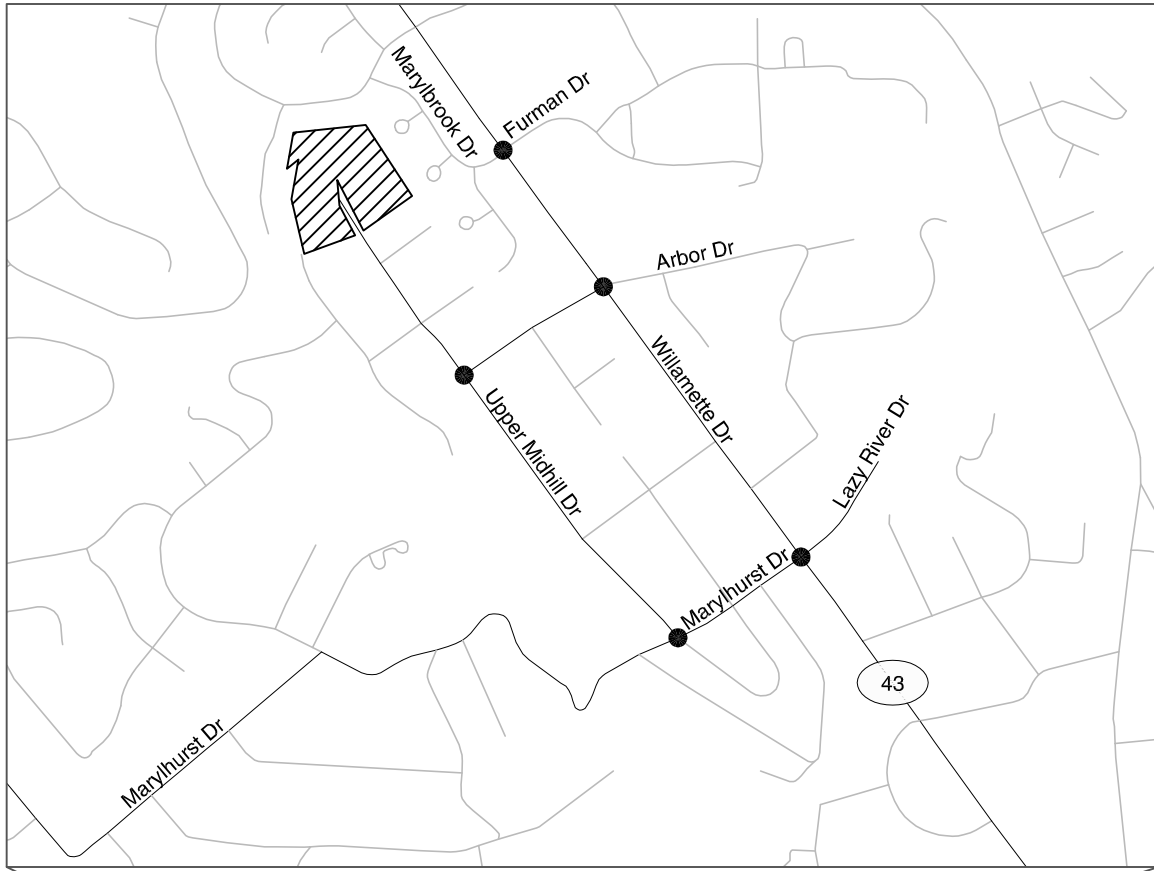 Marylbrook Dr
Furman Dr
Arbor Dr
Willamette Dr
Upper Midhill Dr
Lazy River Dr
Marylhurst Dr
43
Marylhurst Dr